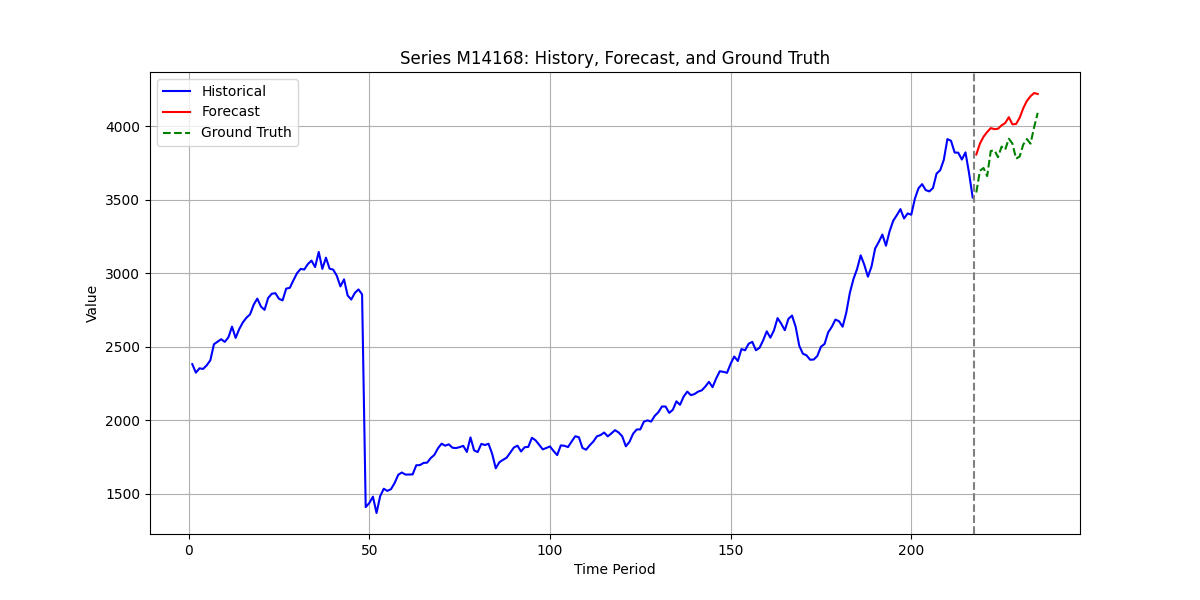 Series M14168: History, Forecast, and Ground Truth
Historical
Forecast
Ground Truth
Value
4000
3500
3000
2500
2000
1500
0 50 100 150 200
Time Period